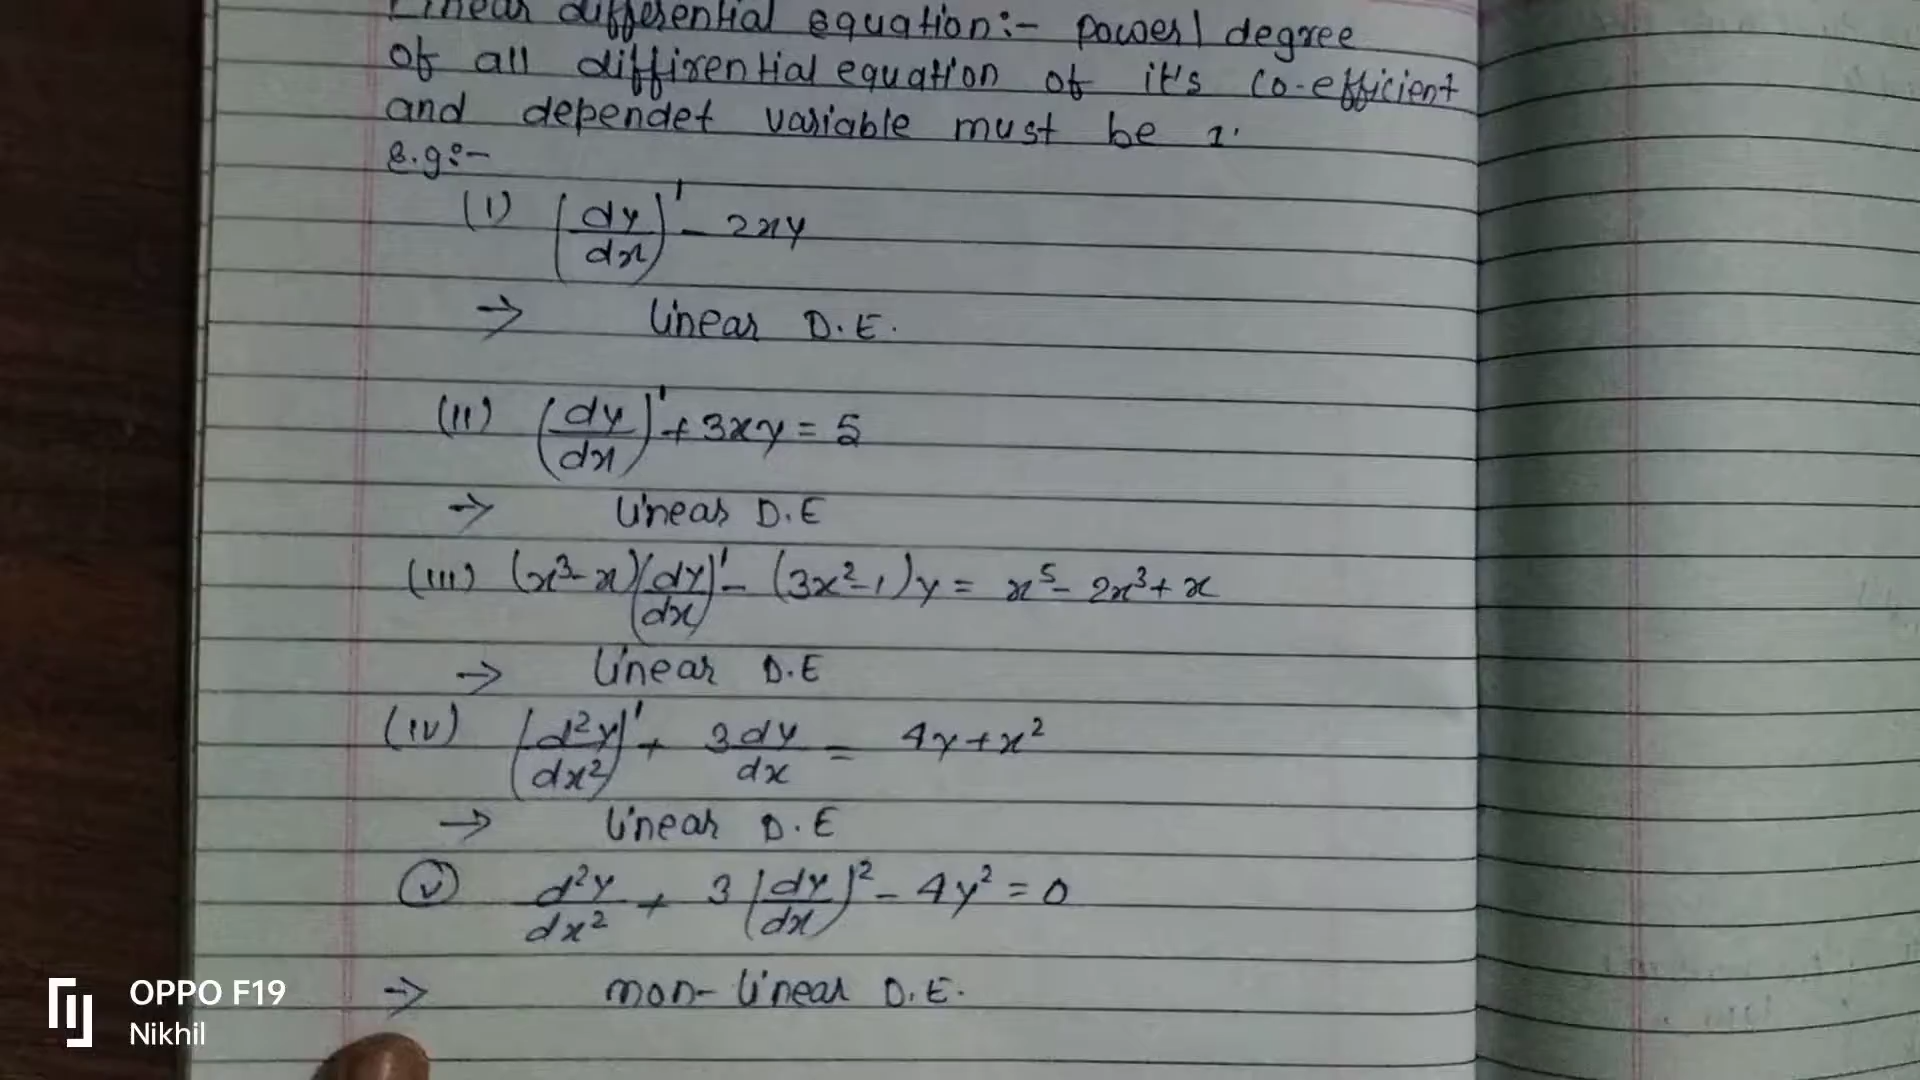 Linear differential equation:- power/ degree
of all diffirential equation of it's co-efficient
and dependet variable must be 1.
e.g:-
(i) (dy/dx)¹ - 2xy
→ linear D.E.
(ii) (dy/dx)¹ + 3xy = 5
→ linear D.E
(iii) (x³-x)(dy/dx)¹ - (3x²-1)y = x⁵ - 2x³ + x
→ linear D.E
(iv) (d²y/dx²)¹ + 3dy/dx = 4y + x²
→ linear D.E
(v) d²y/dx² + 3(dy/dx)² - 4y² = 0
→ non-linear D.E.
OPPO F19
Nikhil